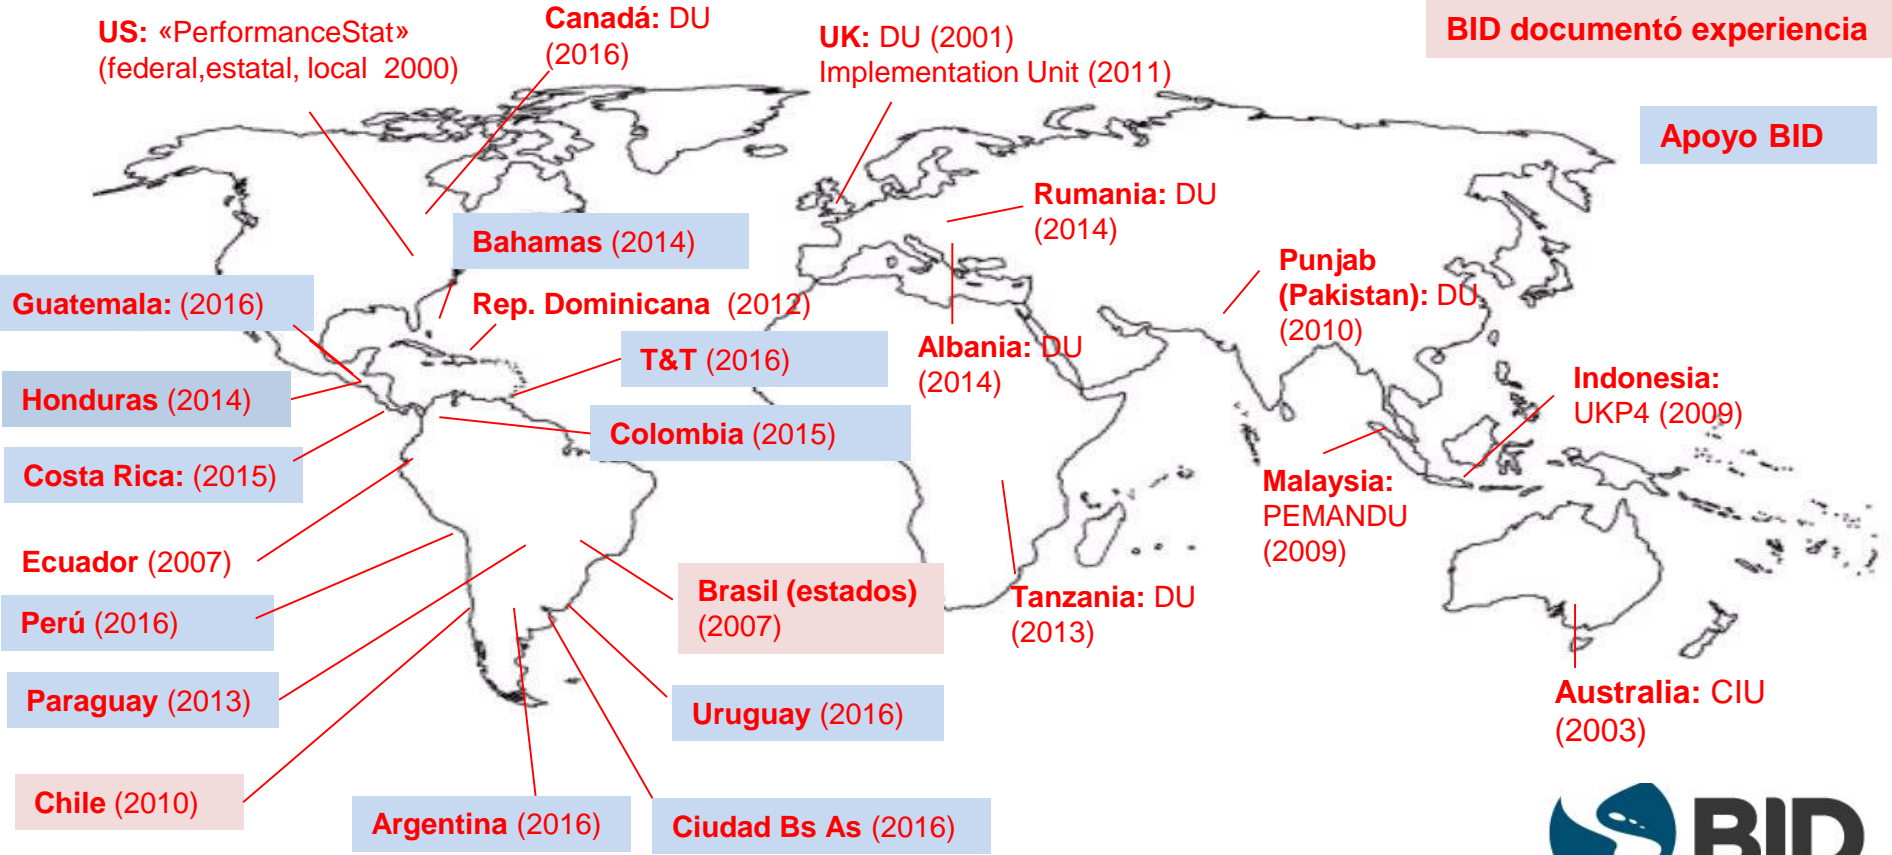 US: «PerformanceStat»
(federal,estatal, local 2000)
Canadá: DU
(2016)
UK: DU (2001)
Implementation Unit (2011)
BID documentó experiencia
Apoyo BID
Rumania: DU
(2014)
Bahamas (2014)
Punjab
(Pakistan): DU
(2010)
Guatemala: (2016)
Rep. Dominicana (2012)
Albania: DU
(2014)
T&T (2016)
Honduras (2014)
Indonesia:
UKP4 (2009)
Colombia (2015)
Costa Rica: (2015)
Malaysia:
PEMANDU
(2009)
Ecuador (2007)
Brasil (estados)
(2007)
Tanzania: DU
(2013)
Perú (2016)
Paraguay (2013)
Uruguay (2016)
Australia: CIU
(2003)
Chile (2010)
Argentina (2016)
Ciudad Bs As (2016)
BID